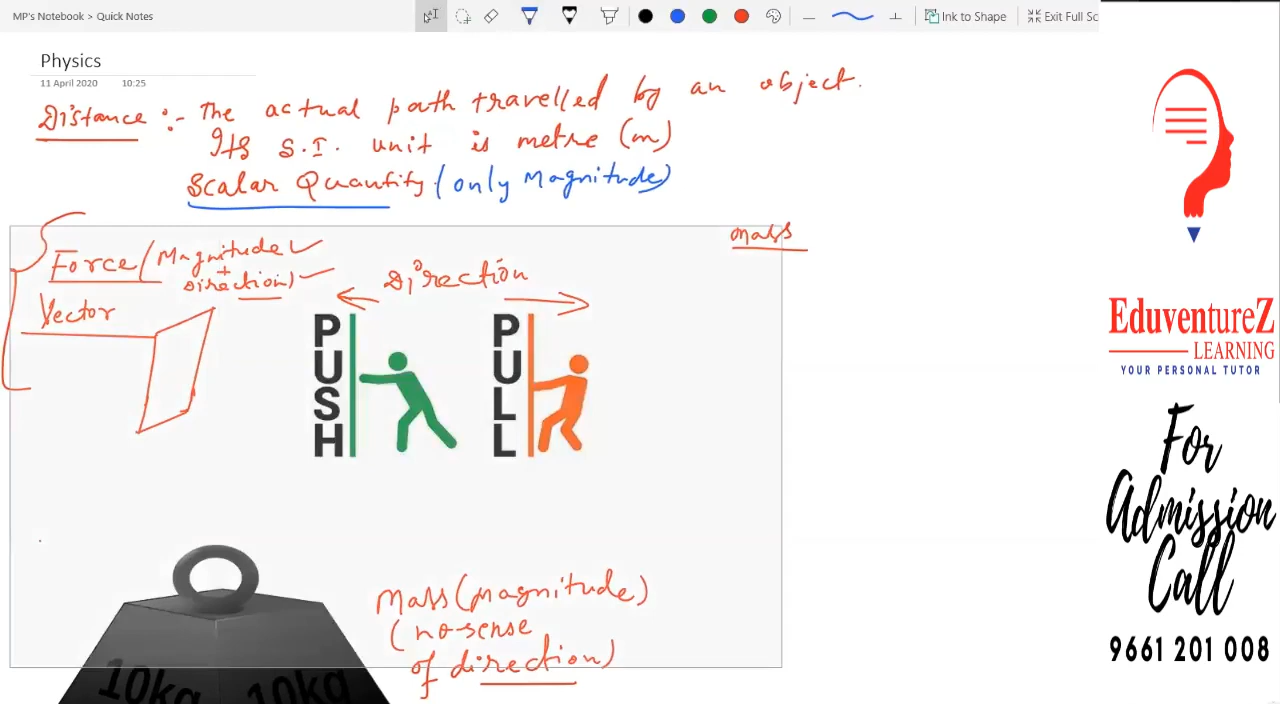 MP's Notebook > Quick Notes
Ink to Shape
Exit Full Sc
Physics
11 April 2020 10:25
Distance :- The actual path travelled by an object.
Its S.I. unit is metre (m)
Scalar Quantity (only Magnitude)
mass
Force (Magnitude
+
Direction)
Vector
Direction
PUSH
PULL
Mass (Magnitude)
(no sense
of direction)
10kg 10kg
EduventureZ
LEARNING
YOUR PERSONAL TUTOR
For
Admission
Call
9661 201 008